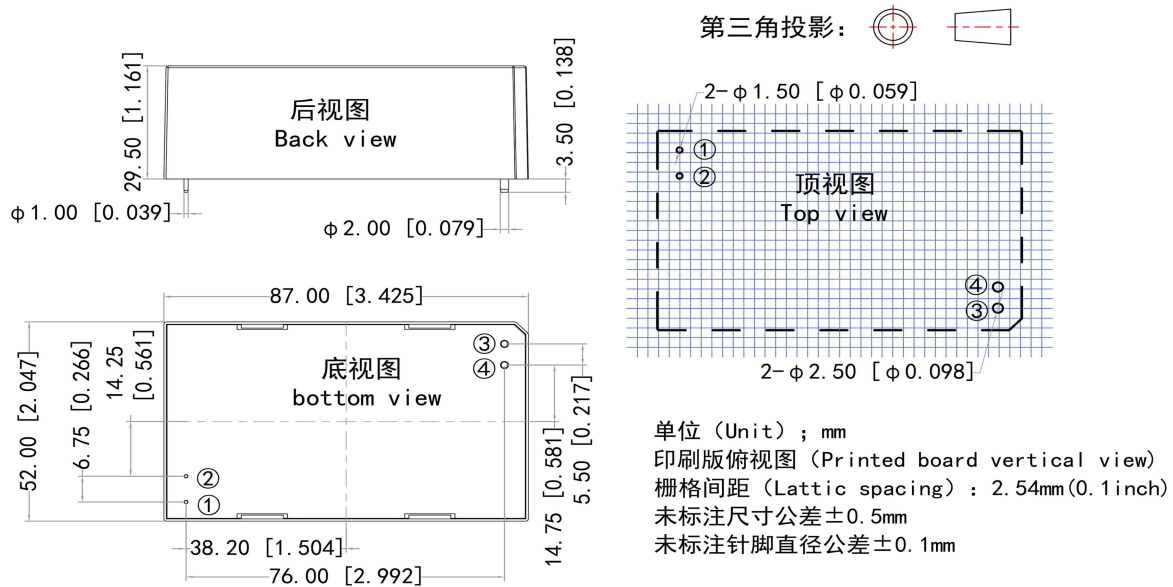 第三角投影：
29.50 [1.161]
后视图
Back view
3.50 [0.138]
φ1.00 [0.039]
φ2.00 [0.079]
2-φ1.50 [φ0.059]
①
②
顶视图
Top view
④
③
2-φ2.50 [φ0.098]
87.00 [3.425]
52.00 [2.047]
6.75 [0.266]
14.25
[0.561]
底视图
bottom view
③
④
②
①
14.75 [0.581]
5.50 [0.217]
38.20 [1.504]
76.00 [2.992]
单位（Unit）；mm
印刷版俯视图（Printed board vertical view）
栅格间距（Lattic spacing）：2.54mm(0.1inch)
未标注尺寸公差±0.5mm
未标注针脚直径公差±0.1mm